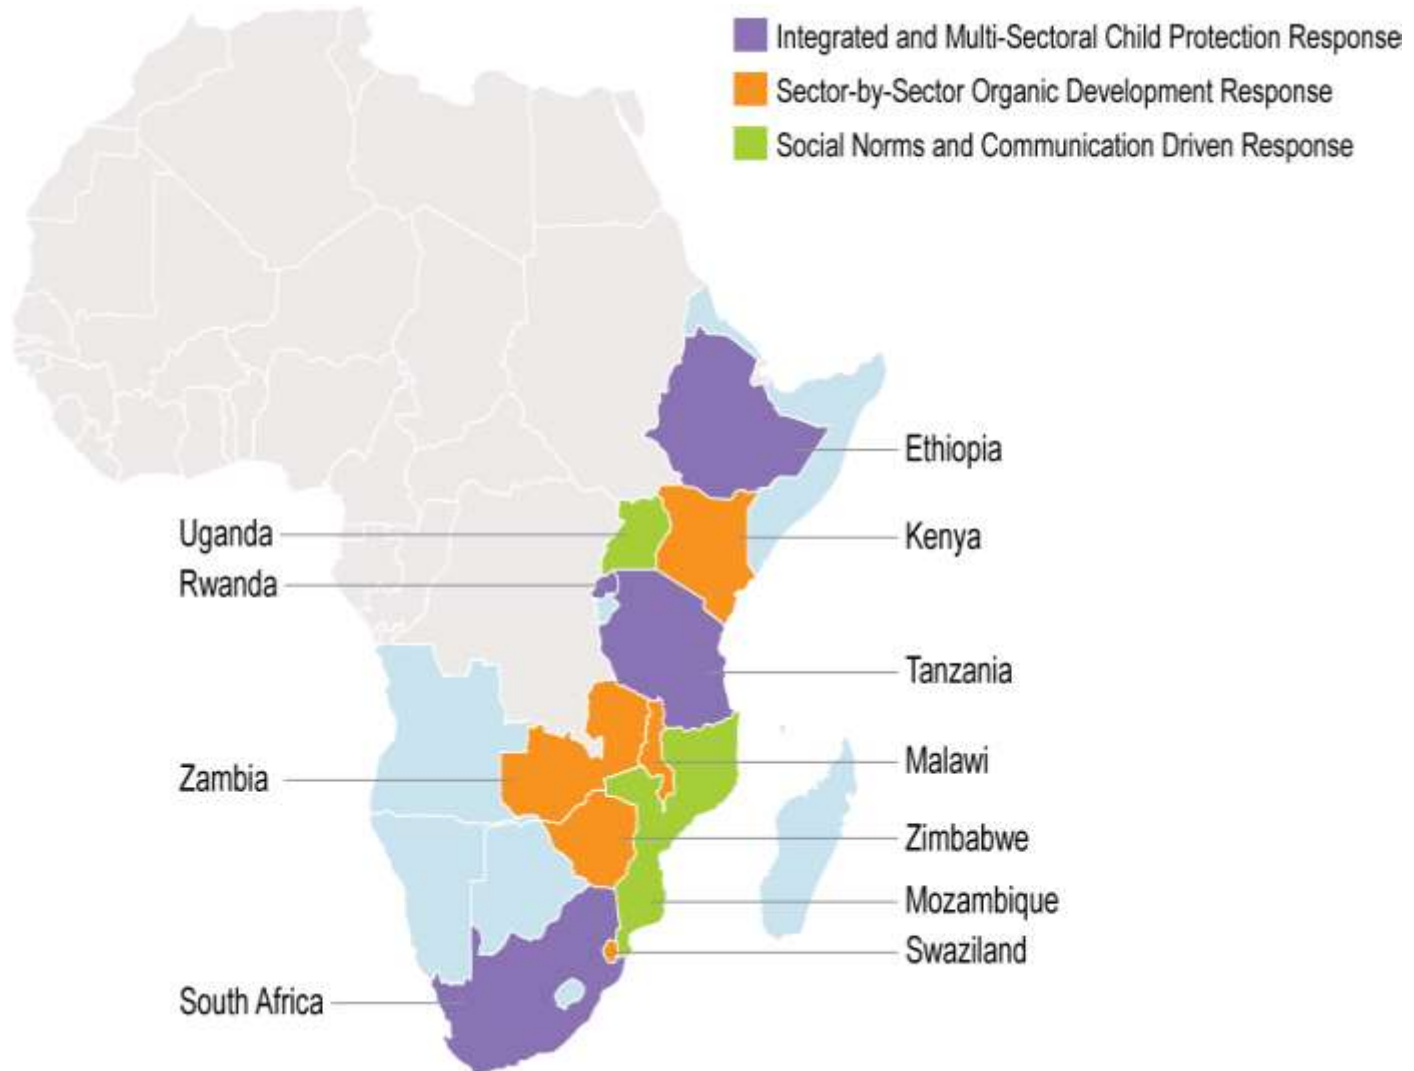 Integrated and Multi-Sectoral Child Protection Response
Sector-by-Sector Organic Development Response
Social Norms and Communication Driven Response
Ethiopia
Uganda
Kenya
Rwanda
Tanzania
Malawi
Zambia
Zimbabwe
Mozambique
Swaziland
South Africa